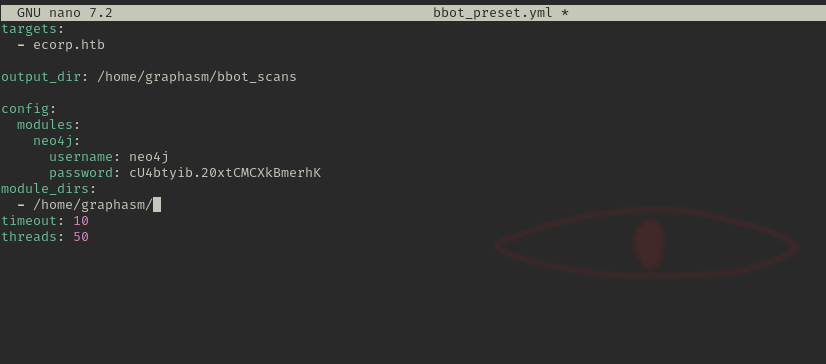 GNU nano 7.2 bbot_preset.yml *
targets:
  - ecorp.htb

output_dir: /home/graphasm/bbot_scans

config:
  modules:
    neo4j:
      username: neo4j
      password: cU4btyib.20xtCMCXkBmerhK
module_dirs:
  - /home/graphasm/
timeout: 10
threads: 50